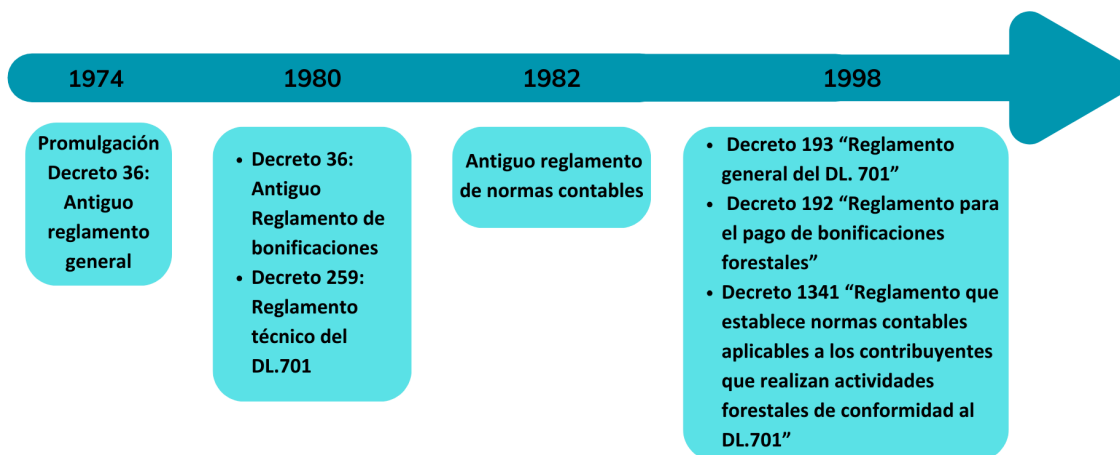 1974
1980
1982
1998
Promulgación
Decreto 36:
Antiguo
reglamento
general
• Decreto 36:
Antiguo
Reglamento de
bonificaciones
• Decreto 259:
Reglamento
técnico del
DL.701
Antiguo reglamento
de normas contables
• Decreto 193 “Reglamento
general del DL. 701”
• Decreto 192 “Reglamento para
el pago de bonificaciones
forestales”
• Decreto 1341 “Reglamento que
establece normas contables
aplicables a los contribuyentes
que realizan actividades
forestales de conformidad al
DL.701”